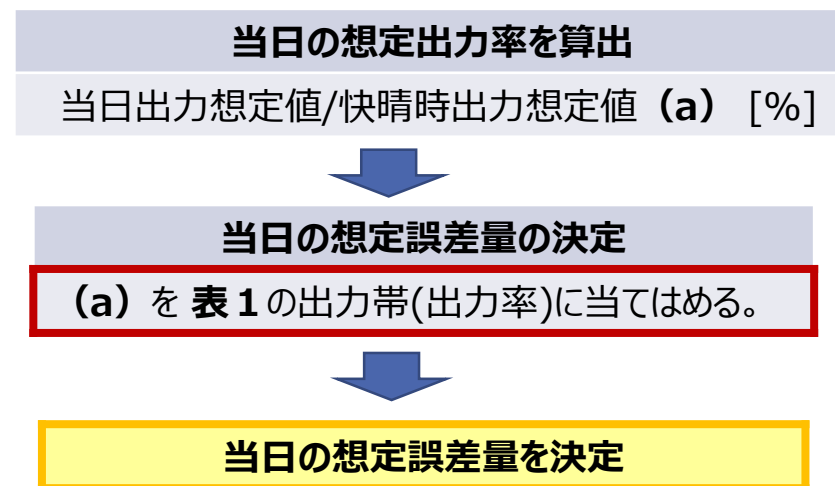 当日の想定出力率を算出
当日出力想定値/快晴時出力想定値（a） [%]
当日の想定誤差量の決定
（a）を 表１の出力帯(出力率)に当てはめる。
当日の想定誤差量を決定